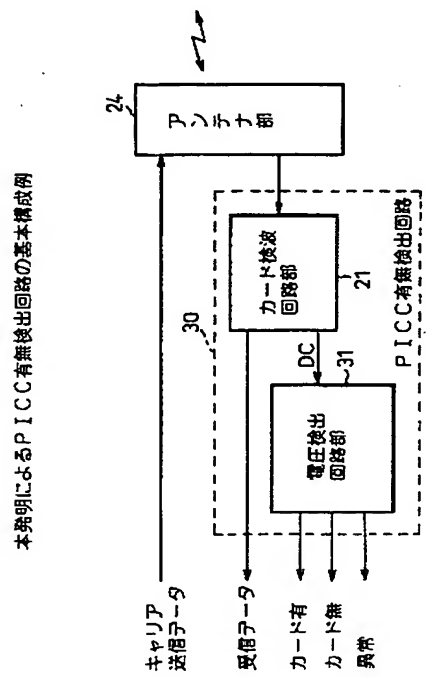 本発明によるPICC有無検出回路の基本構成例
24
アンテナ部
キャリア
送信データ
30
カード検波
回路部
21
受信データ
DC
31
電圧検出
回路部
カード有
カード無
異常
PICC有無検出回路